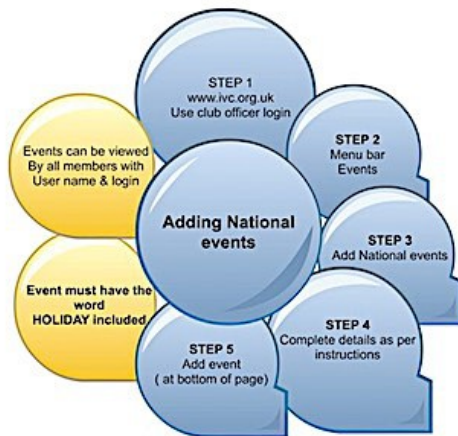 STEP 1
www.ivc.org.uk
Use club officer login
STEP 2
Menu bar
Events
STEP 3
Add National events
STEP 4
Complete details as per
instructions
STEP 5
Add event
( at bottom of page)
Event must have the
word
HOLIDAY included
Events can be viewed
By all members with
User name & login
Adding National
events